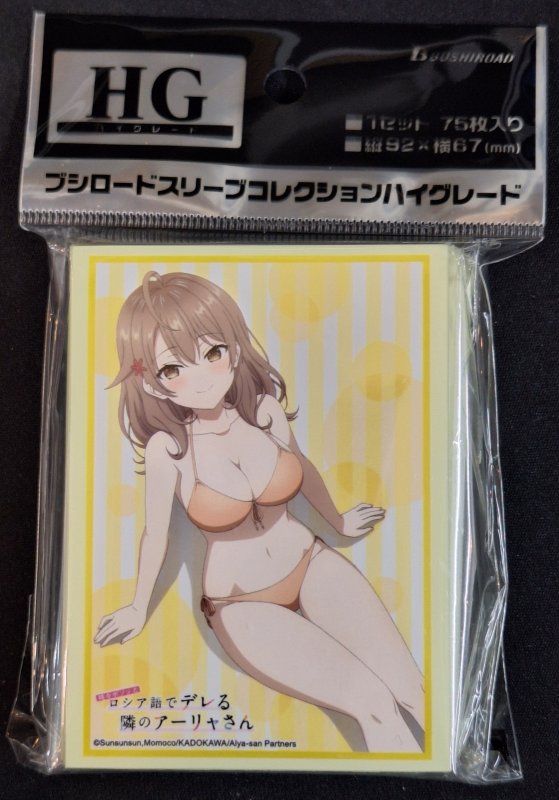 HG
ハイグレード
BUSHIROAD
■1セット 75枚入り
■縦92×横67(mm)
ブシロードスリーブコレクションハイグレード
時々ボソッと
ロシア語でデレる
隣のアーリャさん
©Sunsunsun,Momoco/KADOKAWA/Alya-san Partners